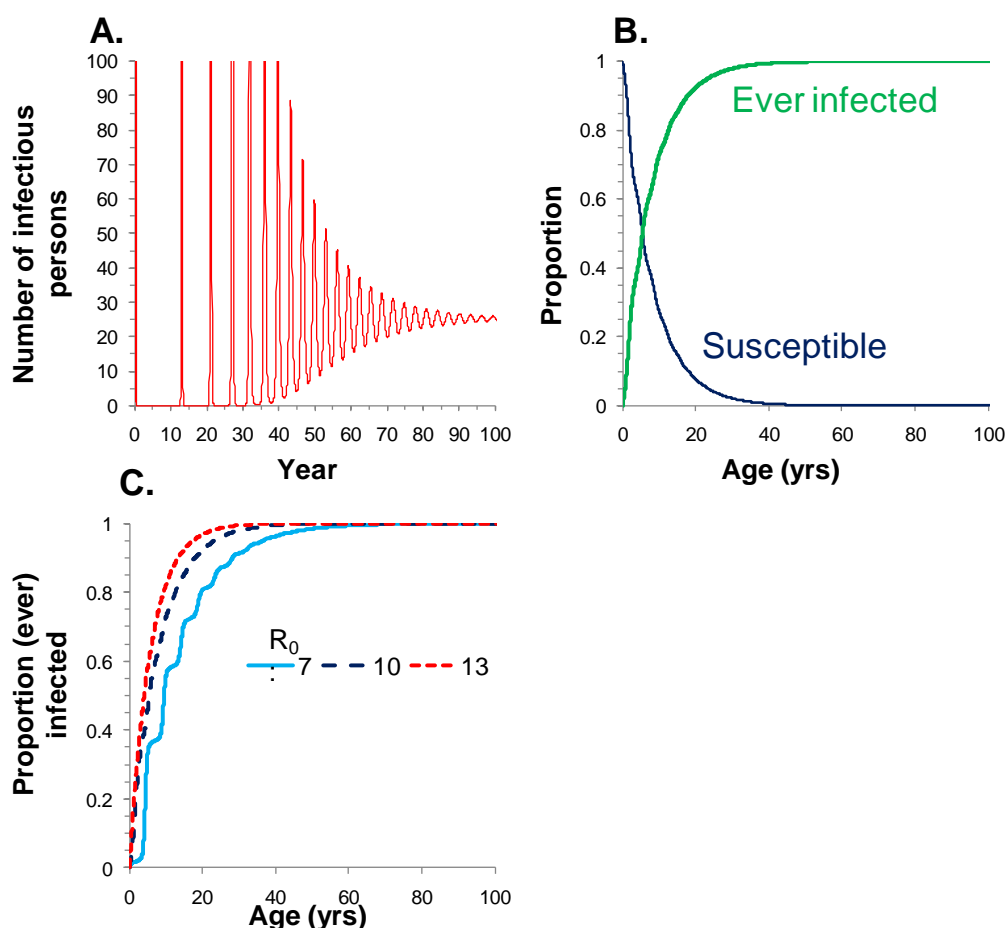 A.
Number of infectious
persons
100
90
80
70
60
50
40
30
20
10
0
0 10 20 30 40 50 60 70 80 90 100
Year
B.
Proportion
1
0.8
0.6
0.4
0.2
0
Ever infected
Susceptible
0 20 40 60 80 100
Age (yrs)
C.
Proportion (ever)
infected
1
0.8
0.6
0.4
0.2
0
R0
:
7 10 13
0 20 40 60 80 100
Age (yrs)